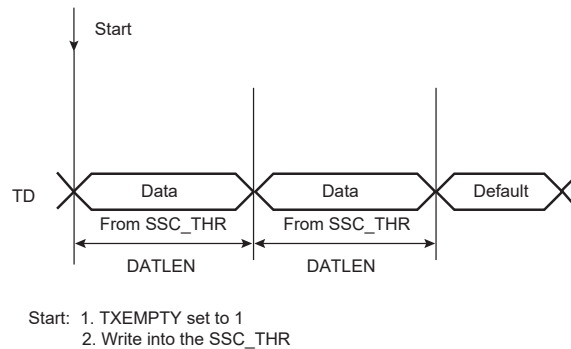 Start
TD Data Data Default
From SSC_THR From SSC_THR
DATLEN DATLEN
Start: 1. TXEMPTY set to 1
2. Write into the SSC_THR